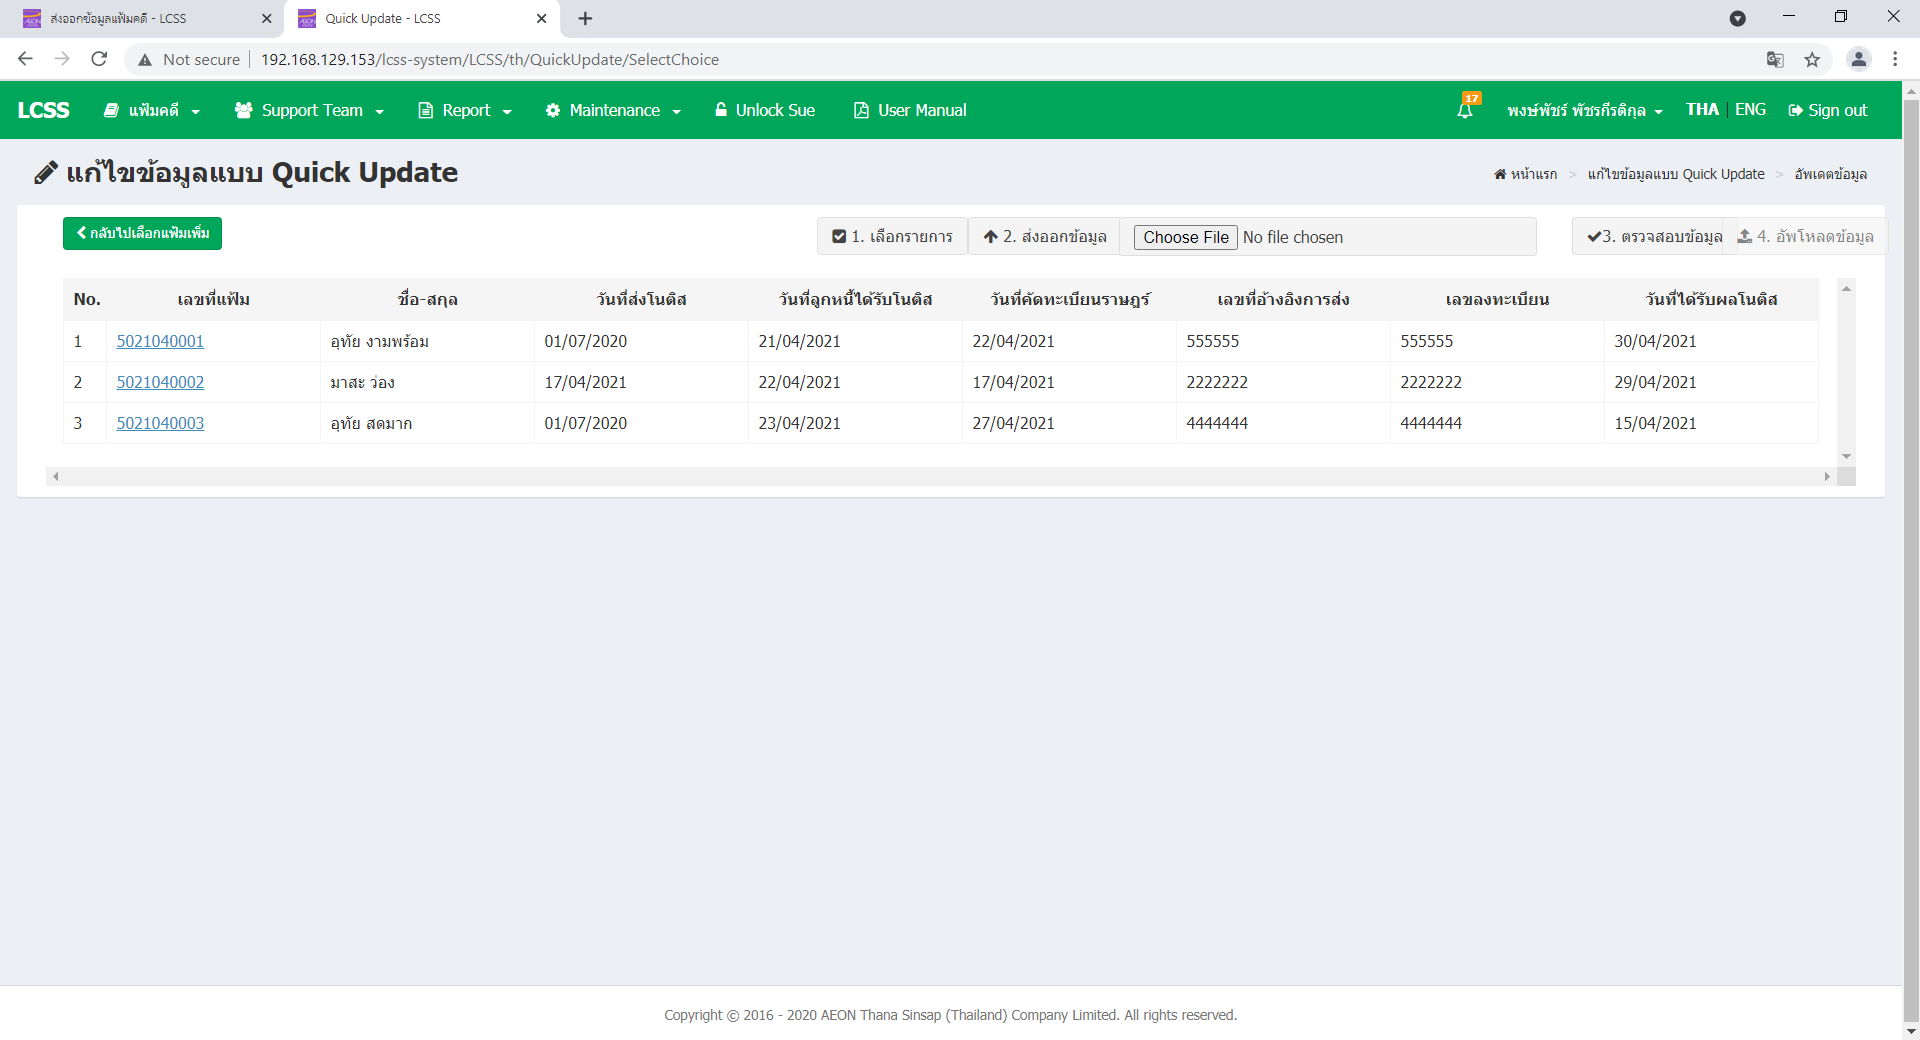 ส่งออกข้อมูลแฟ้มคดี - LCSS
Quick Update - LCSS
Not secure 192.168.129.153/lcss-system/LCSS/th/QuickUpdate/SelectChoice
LCSS แฟ้มคดี Support Team Report Maintenance Unlock Sue User Manual 17 พงษ์พัชร์ พัชรกีรติกุล THA | ENG Sign out
แก้ไขข้อมูลแบบ Quick Update
หน้าแรก > แก้ไขข้อมูลแบบ Quick Update > อัพเดตข้อมูล
กลับไปเลือกแฟ้มเพิ่ม 1. เลือกรายการ 2. ส่งออกข้อมูล Choose File No file chosen 3. ตรวจสอบข้อมูล 4. อัพโหลดข้อมูล
No. เลขที่แฟ้ม ชื่อ-สกุล วันที่ส่งโนติส วันที่ลูกหนี้ได้รับโนติส วันที่คัดทะเบียนราษฎร์ เลขที่อ้างอิงการส่ง เลขลงทะเบียน วันที่ได้รับผลโนติส
1 5021040001 อุทัย งามพร้อม 01/07/2020 21/04/2021 22/04/2021 555555 555555 30/04/2021
2 5021040002 มาสะ ว่อง 17/04/2021 22/04/2021 17/04/2021 2222222 2222222 29/04/2021
3 5021040003 อุทัย สดมาก 01/07/2020 23/04/2021 27/04/2021 4444444 4444444 15/04/2021
Copyright © 2016 - 2020 AEON Thana Sinsap (Thailand) Company Limited. All rights reserved.